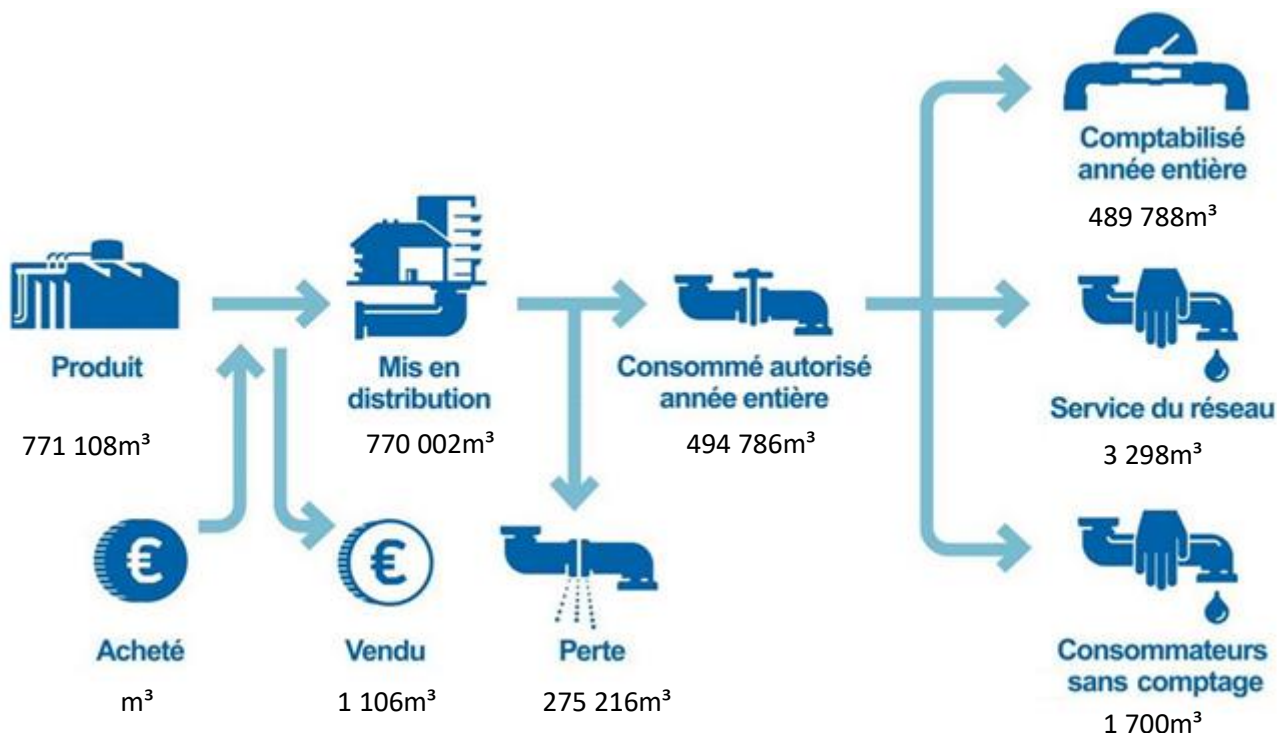 Comptabilisé
année entière
489 788m³
Produit
771 108m³
Mis en
distribution
770 002m³
Consommé autorisé
année entière
494 786m³
Service du réseau
3 298m³
€
Acheté
m³
€
Vendu
1 106m³
Perte
275 216m³
Consommateurs
sans comptage
1 700m³